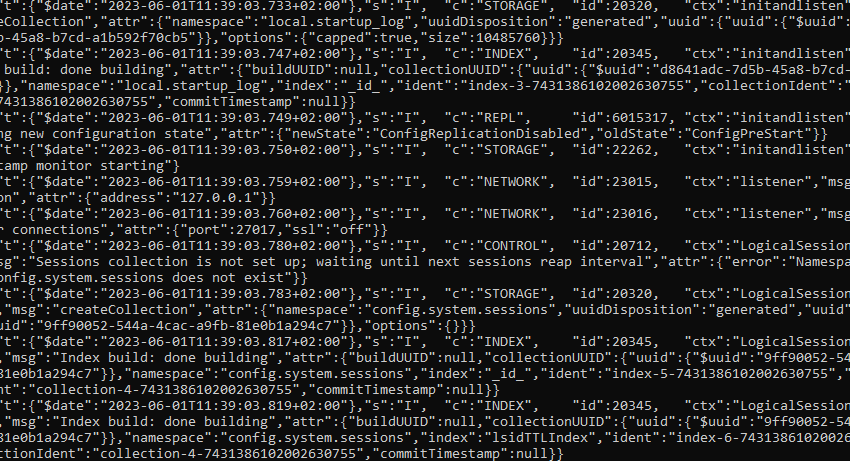 "t":{"$date":"2023-06-01T11:39:03.733+02:00"},"s":"I", "c":"STORAGE", "id":20320, "ctx":"initandlisten"
eCollection","attr":{"namespace":"local.startup_log","uuidDisposition":"generated","uuid":{"uuid":{"$uuid":
b-45a8-b7cd-a1b592f70cb5"}},"options":{"capped":true,"size":10485760}}}
"t":{"$date":"2023-06-01T11:39:03.747+02:00"},"s":"I", "c":"INDEX", "id":20345, "ctx":"initandlisten"
 build: done building","attr":{"buildUUID":null,"collectionUUID":{"uuid":{"$uuid":"d8641adc-7d5b-45a8-b7cd-
}},"namespace":"local.startup_log","index":"_id_","ident":"index-3-7431386102002630755","collectionIdent":"
7431386102002630755","commitTimestamp":null}}
"t":{"$date":"2023-06-01T11:39:03.749+02:00"},"s":"I", "c":"REPL", "id":6015317, "ctx":"initandlisten"
ng new configuration state","attr":{"newState":"ConfigReplicationDisabled","oldState":"ConfigPreStart"}}
"t":{"$date":"2023-06-01T11:39:03.750+02:00"},"s":"I", "c":"STORAGE", "id":22262, "ctx":"initandlisten"
tamp monitor starting"}
"t":{"$date":"2023-06-01T11:39:03.759+02:00"},"s":"I", "c":"NETWORK", "id":23015, "ctx":"listener","msg
on","attr":{"address":"127.0.0.1"}}
"t":{"$date":"2023-06-01T11:39:03.760+02:00"},"s":"I", "c":"NETWORK", "id":23016, "ctx":"listener","msg
r connections","attr":{"port":27017,"ssl":"off"}}
"t":{"$date":"2023-06-01T11:39:03.780+02:00"},"s":"I", "c":"CONTROL", "id":20712, "ctx":"LogicalSession
sg":"Sessions collection is not set up; waiting until next sessions reap interval","attr":{"error":"Namespa
onfig.system.sessions does not exist"}}
"t":{"$date":"2023-06-01T11:39:03.783+02:00"},"s":"I", "c":"STORAGE", "id":20320, "ctx":"LogicalSession
,"msg":"createCollection","attr":{"namespace":"config.system.sessions","uuidDisposition":"generated","uuid"
uid":"9ff90052-544a-4cac-a9fb-81e0b1a294c7"}},"options":{}}}
"t":{"$date":"2023-06-01T11:39:03.817+02:00"},"s":"I", "c":"INDEX", "id":20345, "ctx":"LogicalSession
,"msg":"Index build: done building","attr":{"buildUUID":null,"collectionUUID":{"uuid":{"$uuid":"9ff90052-54
81e0b1a294c7"}},"namespace":"config.system.sessions","index":"_id_","ident":"index-5-7431386102002630755","
nt":"collection-4-7431386102002630755","commitTimestamp":null}}
"t":{"$date":"2023-06-01T11:39:03.819+02:00"},"s":"I", "c":"INDEX", "id":20345, "ctx":"LogicalSession
,"msg":"Index build: done building","attr":{"buildUUID":null,"collectionUUID":{"uuid":{"$uuid":"9ff90052-54
81e0b1a294c7"}},"namespace":"config.system.sessions","index":"lsidTTLIndex","ident":"index-6-74313861020026
ctionIdent":"collection-4-7431386102002630755","commitTimestamp":null}}